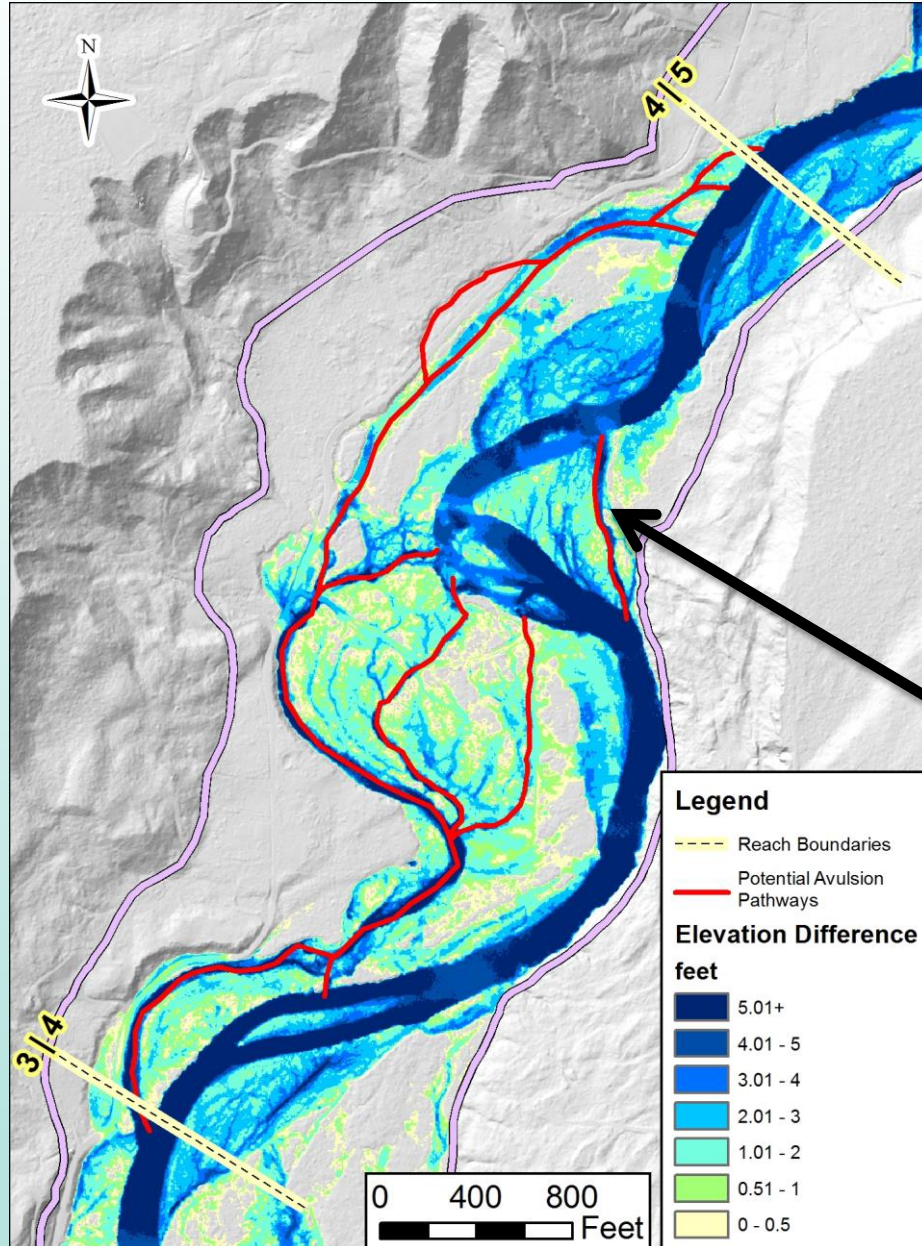 N
4|5
3|4
Legend
Reach Boundaries
Potential Avulsion
Pathways
Elevation Difference
feet
5.01+
4.01 - 5
3.01 - 4
2.01 - 3
1.01 - 2
0.51 - 1
0 - 0.5
0 400 800
Feet